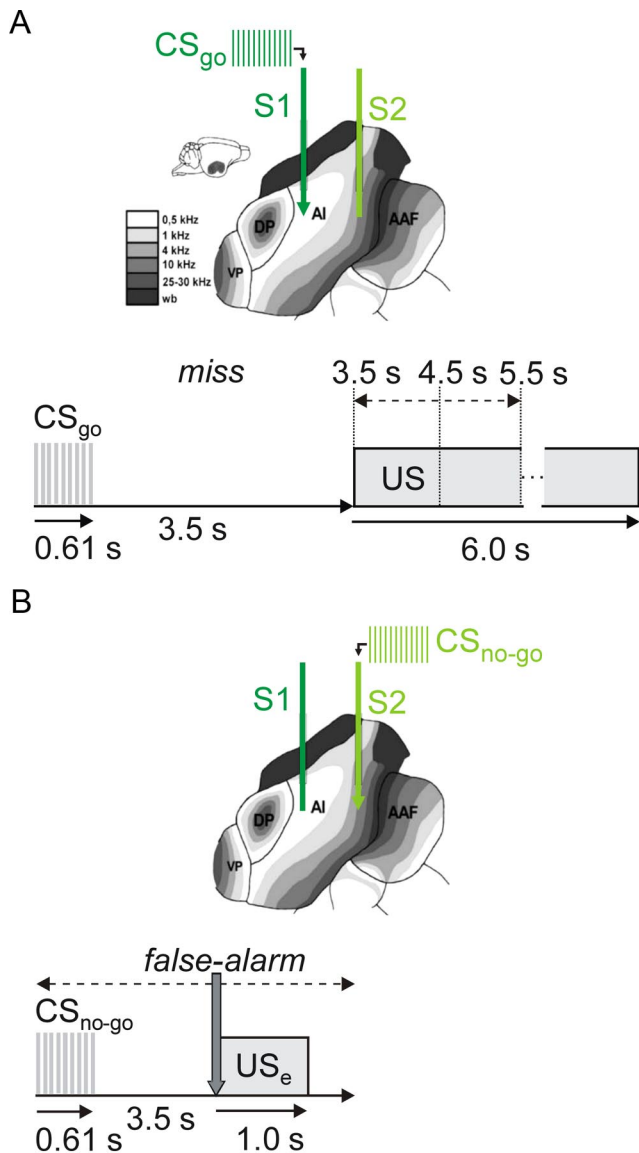 A
CSgo
S1
S2
0,5 kHz
1 kHz
4 kHz
10 kHz
25-30 kHz
wb
DP
AI
AAF
VP
miss
3.5 s 4.5 s 5.5 s
CSgo
US
3.5 s
0.61 s
6.0 s
B
CSno-go
S1
S2
DP
AI
AAF
VP
false-alarm
CSno-go
USe
3.5 s
0.61 s
1.0 s